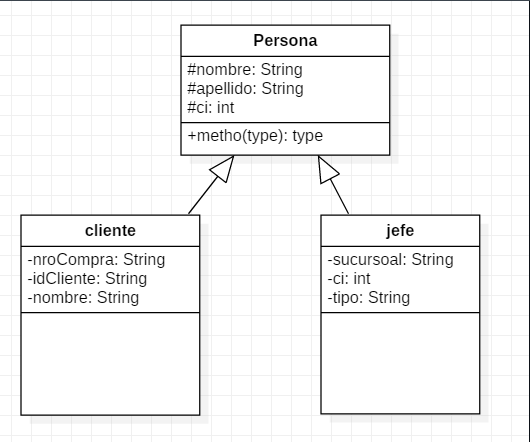 Persona
#nombre: String
#apellido: String
#ci: int
+metho(type): type
cliente
-nroCompra: String
-idCliente: String
-nombre: String
jefe
-sucursoal: String
-ci: int
-tipo: String